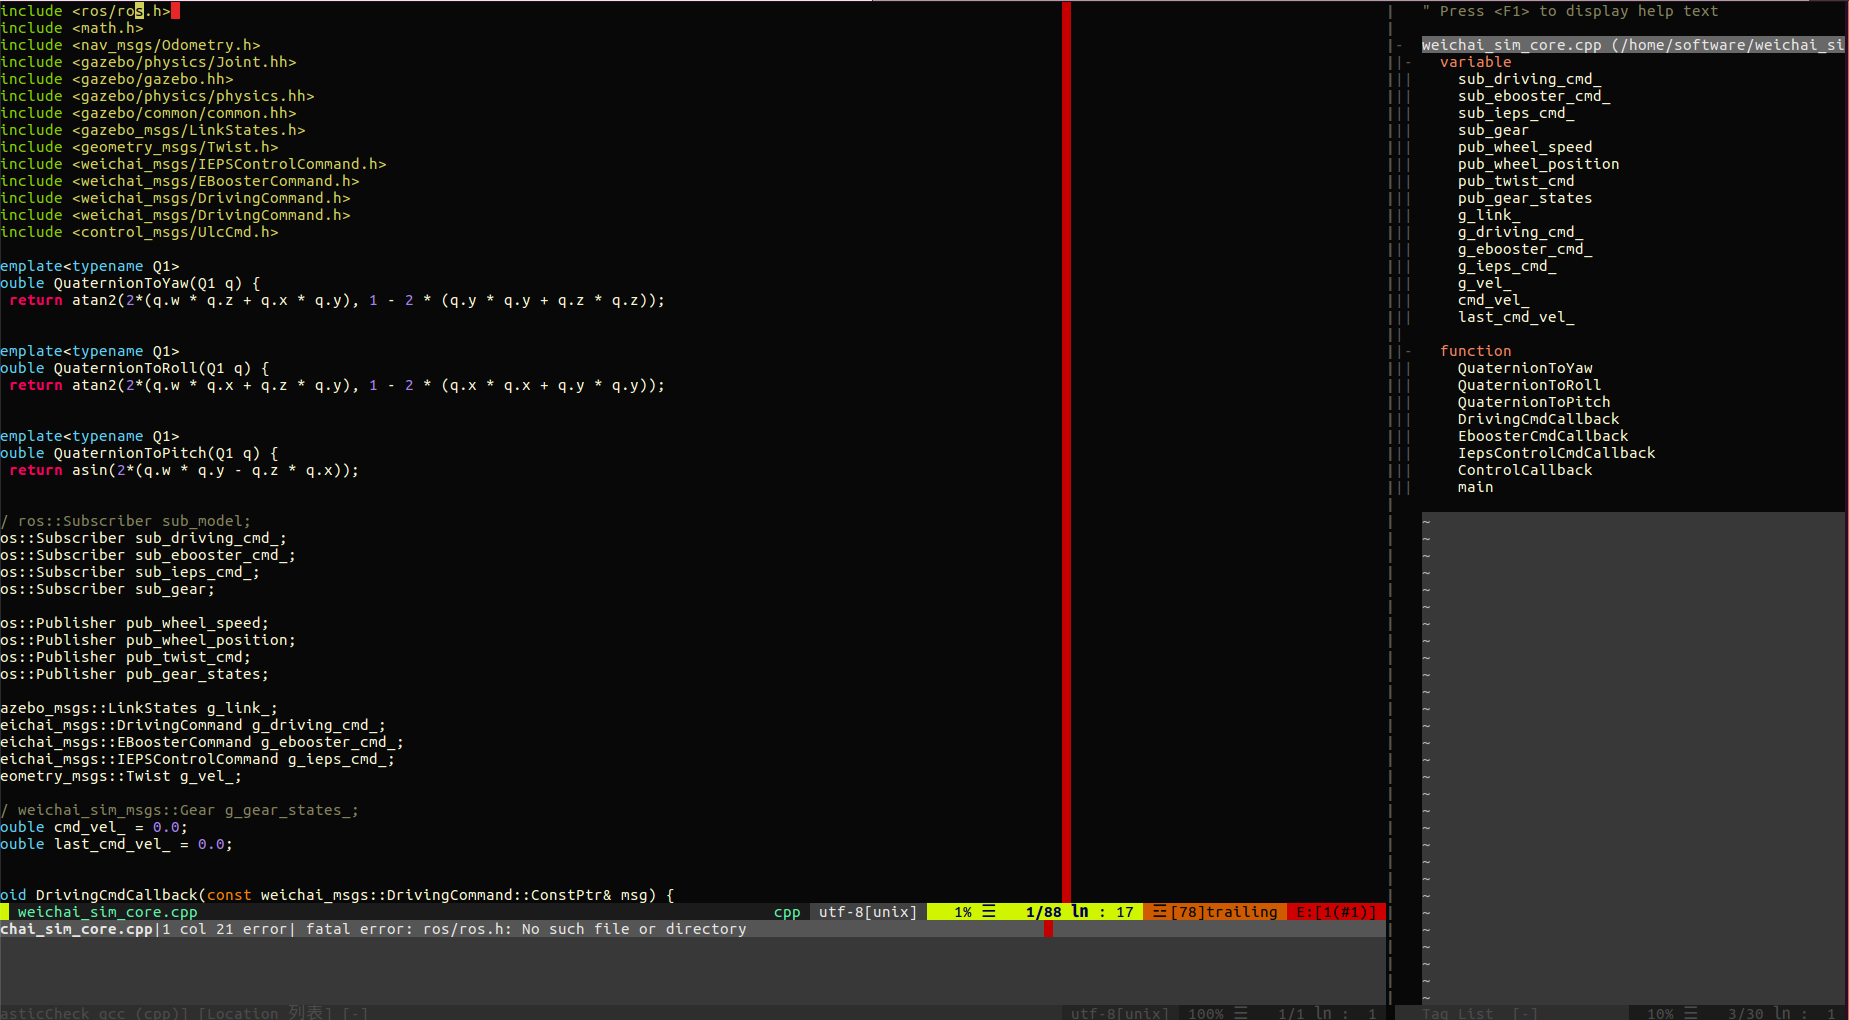 include <ros/ros.h>
include <math.h>
include <nav_msgs/Odometry.h>
include <gazebo/physics/Joint.hh>
include <gazebo/gazebo.hh>
include <gazebo/physics/physics.hh>
include <gazebo/common/common.hh>
include <gazebo_msgs/LinkStates.h>
include <geometry_msgs/Twist.h>
include <weichai_msgs/IEPSControlCommand.h>
include <weichai_msgs/EBoosterCommand.h>
include <weichai_msgs/DrivingCommand.h>
include <weichai_msgs/DrivingCommand.h>
include <control_msgs/UlcCmd.h>
emplate<typename Q1>
ouble QuaternionToYaw(Q1 q) {
return atan2(2*(q.w * q.z + q.x * q.y), 1 - 2 * (q.y * q.y + q.z * q.z));
emplate<typename Q1>
ouble QuaternionToRoll(Q1 q) {
return atan2(2*(q.w * q.x + q.z * q.y), 1 - 2 * (q.x * q.x + q.y * q.y));
emplate<typename Q1>
ouble QuaternionToPitch(Q1 q) {
return asin(2*(q.w * q.y - q.z * q.x));
/ ros::Subscriber sub_model;
os::Subscriber sub_driving_cmd_;
os::Subscriber sub_ebooster_cmd_;
os::Subscriber sub_ieps_cmd_;
os::Subscriber sub_gear;
os::Publisher pub_wheel_speed;
os::Publisher pub_wheel_position;
os::Publisher pub_twist_cmd;
os::Publisher pub_gear_states;
azebo_msgs::LinkStates g_link_;
eichai_msgs::DrivingCommand g_driving_cmd_;
eichai_msgs::EBoosterCommand g_ebooster_cmd_;
eichai_msgs::IEPSControlCommand g_ieps_cmd_;
eometry_msgs::Twist g_vel_;
/ weichai_sim_msgs::Gear g_gear_states_;
ouble cmd_vel_ = 0.0;
ouble last_cmd_vel_ = 0.0;
oid DrivingCmdCallback(const weichai_msgs::DrivingCommand::ConstPtr& msg) {
weichai_sim_core.cpp cpp utf-8[unix] 1% ☰ 1/88 ln : 17 ☲[78]trailing E:[1(#1)]
chai_sim_core.cpp|1 col 21 error| fatal error: ros/ros.h: No such file or directory
asticCheck gcc (cpp)] [Location 列表] [-] utf-8[unix] 100% ☰ 1/1 ln : 1
" Press <F1> to display help text
- weichai_sim_core.cpp (/home/software/weichai_si
- variable
sub_driving_cmd_
sub_ebooster_cmd_
sub_ieps_cmd_
sub_gear
pub_wheel_speed
pub_wheel_position
pub_twist_cmd
pub_gear_states
g_link_
g_driving_cmd_
g_ebooster_cmd_
g_ieps_cmd_
g_vel_
cmd_vel_
last_cmd_vel_
- function
QuaternionToYaw
QuaternionToRoll
QuaternionToPitch
DrivingCmdCallback
EboosterCmdCallback
IepsControlCmdCallback
ControlCallback
main
Tag List [-] 10% ☰ 3/30 ln : 1